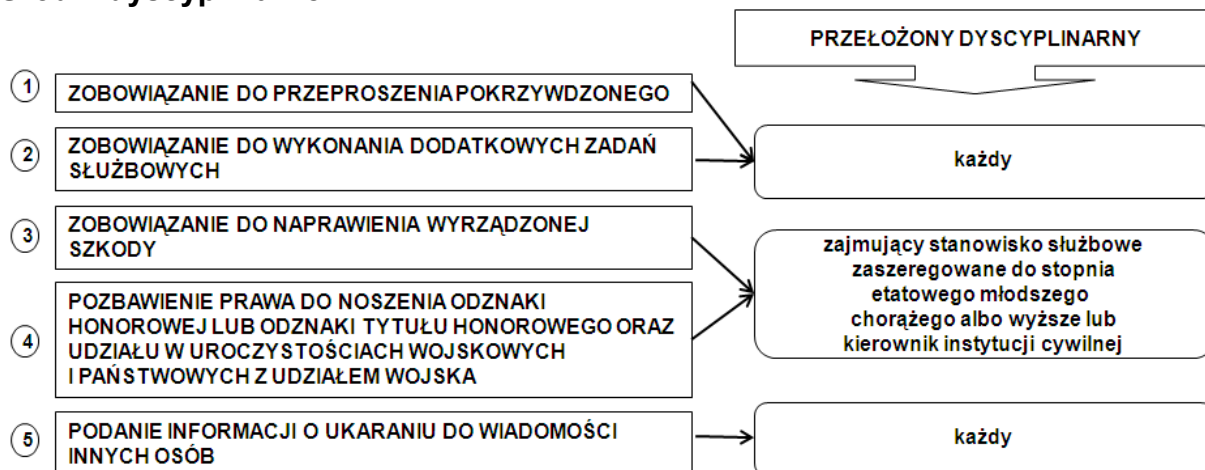 PRZEŁOŻONY DYSCYPLINARNY
1 ZOBOWIĄZANIE DO PRZEPROSZENIA POKRZYWDZONEGO
2 ZOBOWIĄZANIE DO WYKONANIA DODATKOWYCH ZADAŃ
SŁUŻBOWYCH
każdy
3 ZOBOWIĄZANIE DO NAPRAWIENIA WYRZĄDZONEJ
SZKODY
4 POZBAWIENIE PRAWA DO NOSZENIA ODZNAKI
HONOROWEJ LUB ODZNAKI TYTUŁU HONOROWEGO ORAZ
UDZIAŁU W UROCZYSTOŚCIACH WOJSKOWYCH
I PAŃSTWOWYCH Z UDZIAŁEM WOJSKA
zajmujący stanowisko służbowe
zaszeregowane do stopnia
etatowego młodszego
chorążego albo wyższe lub
kierownik instytucji cywilnej
5 PODANIE INFORMACJI O UKARANIU DO WIADOMOŚCI
INNYCH OSÓB
każdy